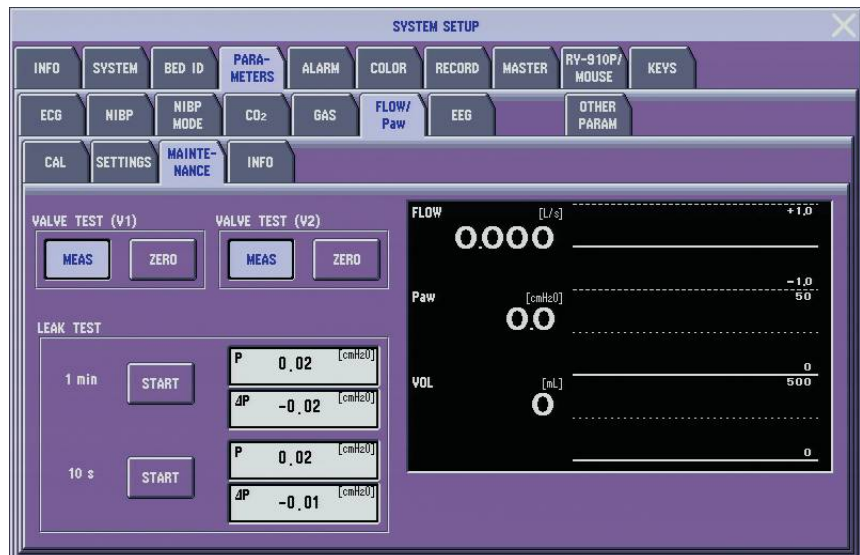 SYSTEM SETUP
INFO SYSTEM BED ID PARA- METERS ALARM COLOR RECORD MASTER RY-910P/ MOUSE KEYS
ECG NIBP NIBP MODE CO2 GAS FLOW/ Paw EEG OTHER PARAM
CAL SETTINGS MAINTE- NANCE INFO
VALVE TEST (V1) VALVE TEST (V2)
MEAS ZERO MEAS ZERO
LEAK TEST
1 min START
P 0.02 [cmH2O]
ΔP -0.02 [cmH2O]
10 s START
P 0.02 [cmH2O]
ΔP -0.01 [cmH2O]
FLOW [L/s] +1.0
0.000
-1.0
Paw [cmH2O] 50
0.0
0
VOL [mL] 500
0
0